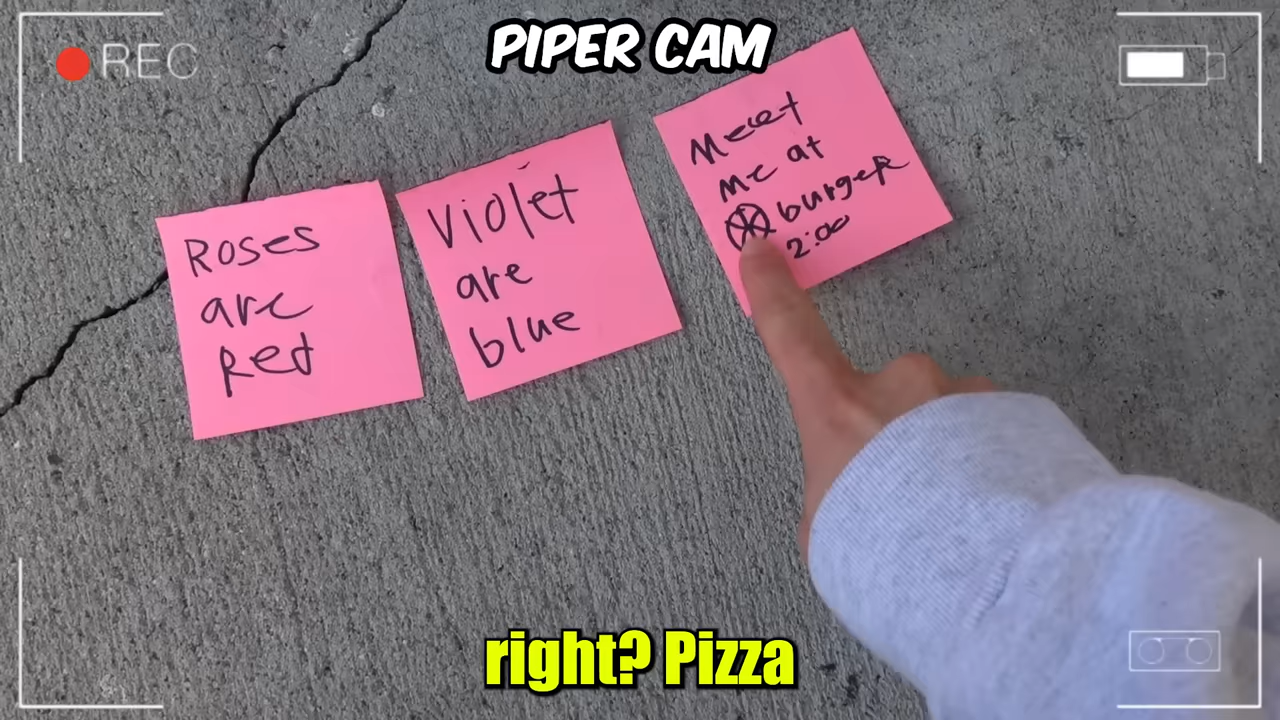 PIPER CAM
REC
Roses
are
Red
Violet
are
blue
Meet
me at
burger
2:00
right? Pizza